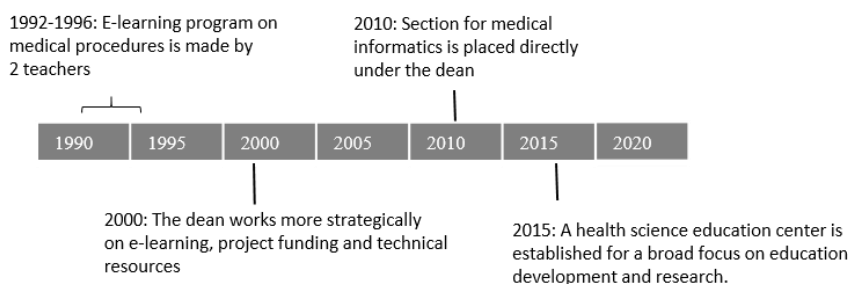 1992-1996: E-learning program on
medical procedures is made by
2 teachers
2010: Section for medical
informatics is placed directly
under the dean
1990 1995 2000 2005 2010 2015 2020
2000: The dean works more strategically
on e-learning, project funding and technical
resources
2015: A health science education center is
established for a broad focus on education
development and research.